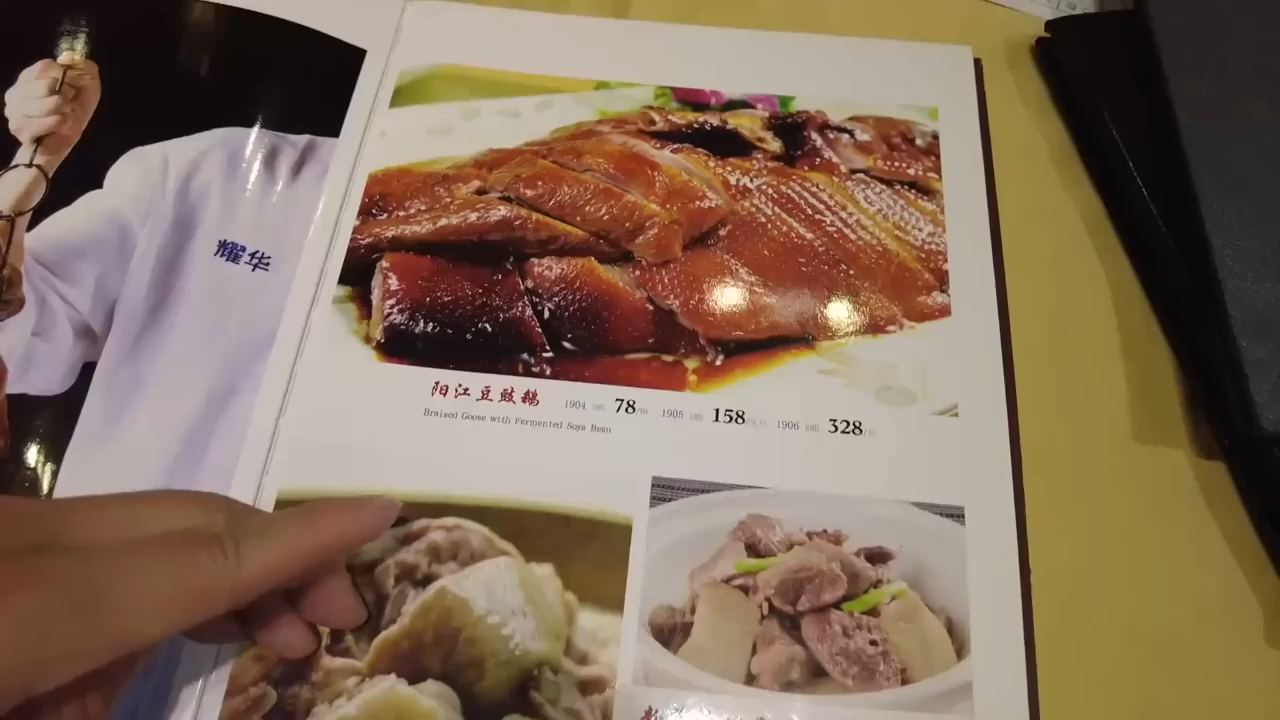 耀华
阳江豆豉鹅 1904 78 1905 158 1906 328
Braised Goose with Fermented Soya Bean